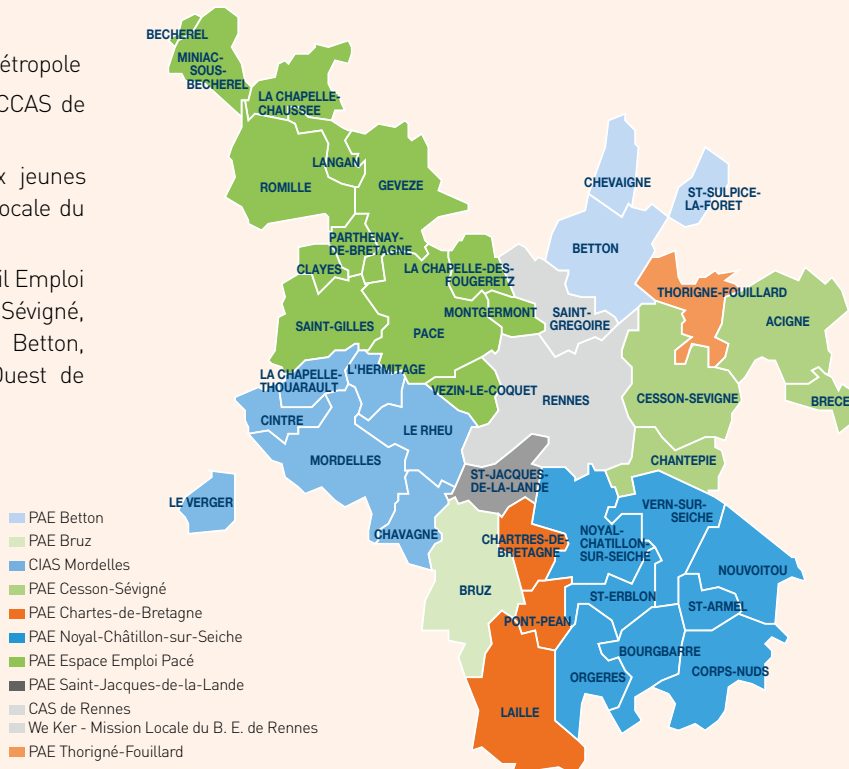 étropole
CCAS de
x jeunes
ocale du
il Emploi
Sévigné,
Betton,
Ouest de
BECHEREL
MINIAC-
SOUS-
BECHEREL
LA CHAPELLE-
CHAUSSEE
LANGAN
ROMILLE
GEVEZE
CHEVAIGNE
ST-SULPICE-
LA-FORET
BETTON
PARTHENAY-
DE-BRETAGNE
CLAYES
LA CHAPELLE-DES-
FOUGERETZ
THORIGNE-FOUILLARD
MONTGERMONT
SAINT-
GREGOIRE
ACIGNE
SAINT-GILLES
PACE
LA CHAPELLE-
THOUARAULT
L'HERMITAGE
VEZIN-LE-COQUET
RENNES
CESSON-SEVIGNE
BRECE
CINTRE
LE RHEU
MORDELLES
CHANTEPIE
ST-JACQUES-
DE-LA-LANDE
LE VERGER
VERN-SUR-
SEICHE
CHAVAGNE
CHARTRES-DE-
BRETAGNE
NOYAL-
CHATILLON-
SUR-SEICHE
NOUVOITOU
BRUZ
ST-ERBLON
ST-ARMEL
PONT-PEAN
BOURGBARRE
ORGERES
CORPS-NUDS
LAILLE
PAE Betton
PAE Bruz
CIAS Mordelles
PAE Cesson-Sévigné
PAE Chartes-de-Bretagne
PAE Noyal-Châtillon-sur-Seiche
PAE Espace Emploi Pacé
PAE Saint-Jacques-de-la-Lande
CAS de Rennes
We Ker - Mission Locale du B. E. de Rennes
PAE Thorigné-Fouillard